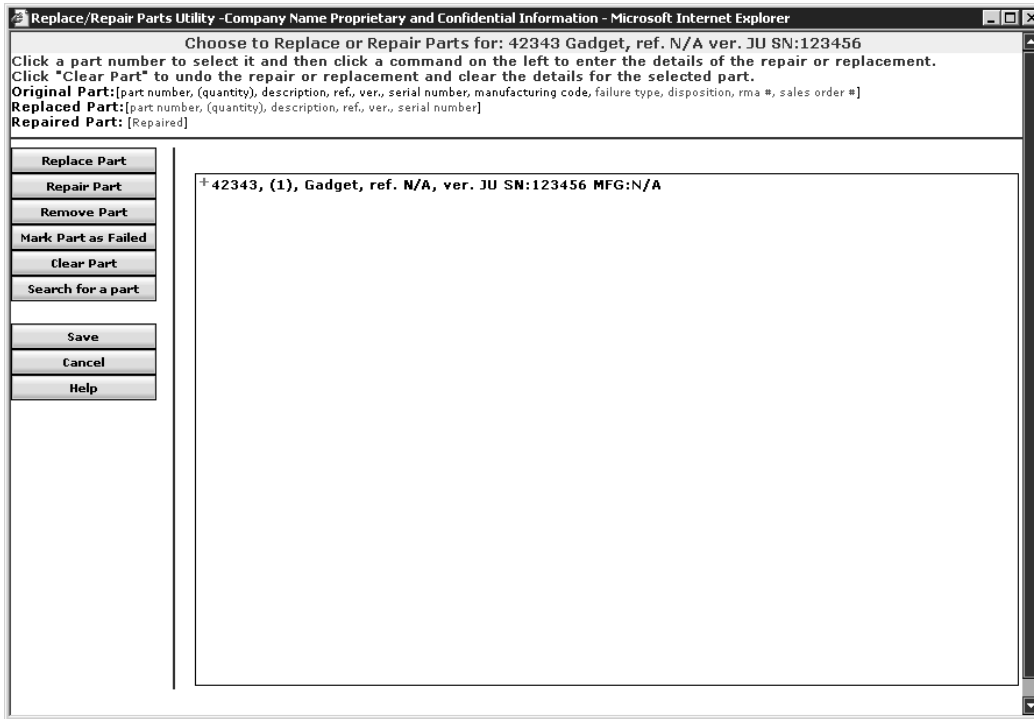 Replace/Repair Parts Utility -Company Name Proprietary and Confidential Information - Microsoft Internet Explorer
Choose to Replace or Repair Parts for: 42343 Gadget, ref. N/A ver. JU SN:123456
Click a part number to select it and then click a command on the left to enter the details of the repair or replacement.
Click "Clear Part" to undo the repair or replacement and clear the details for the selected part.
Original Part:[part number, (quantity), description, ref., ver., serial number, manufacturing code, failure type, disposition, rma #, sales order #]
Replaced Part:[part number, (quantity), description, ref., ver., serial number]
Repaired Part: [Repaired]
Replace Part
Repair Part
Remove Part
Mark Part as Failed
Clear Part
Search for a part
Save
Cancel
Help
+42343, (1), Gadget, ref. N/A, ver. JU SN:123456 MFG:N/A